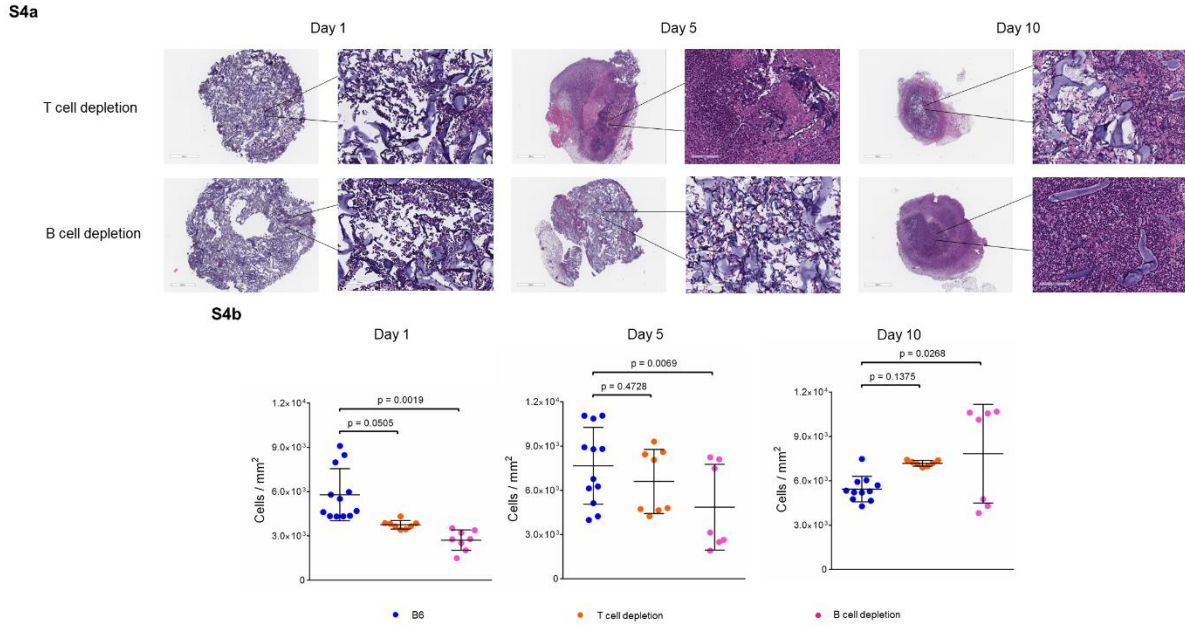 S4a
Day 1 Day 5 Day 10
T cell depletion
B cell depletion
S4b
Day 1 Day 5 Day 10
p = 0.0019
p = 0.0505
1.2×10⁴
9.0×10³
6.0×10³
3.0×10³
0
Cells / mm²
p = 0.0069
p = 0.4728
1.2×10⁴
9.0×10³
6.0×10³
3.0×10³
0
Cells / mm²
p = 0.0268
p = 0.1375
1.2×10⁴
9.0×10³
6.0×10³
3.0×10³
0
Cells / mm²
B6 T cell depletion B cell depletion